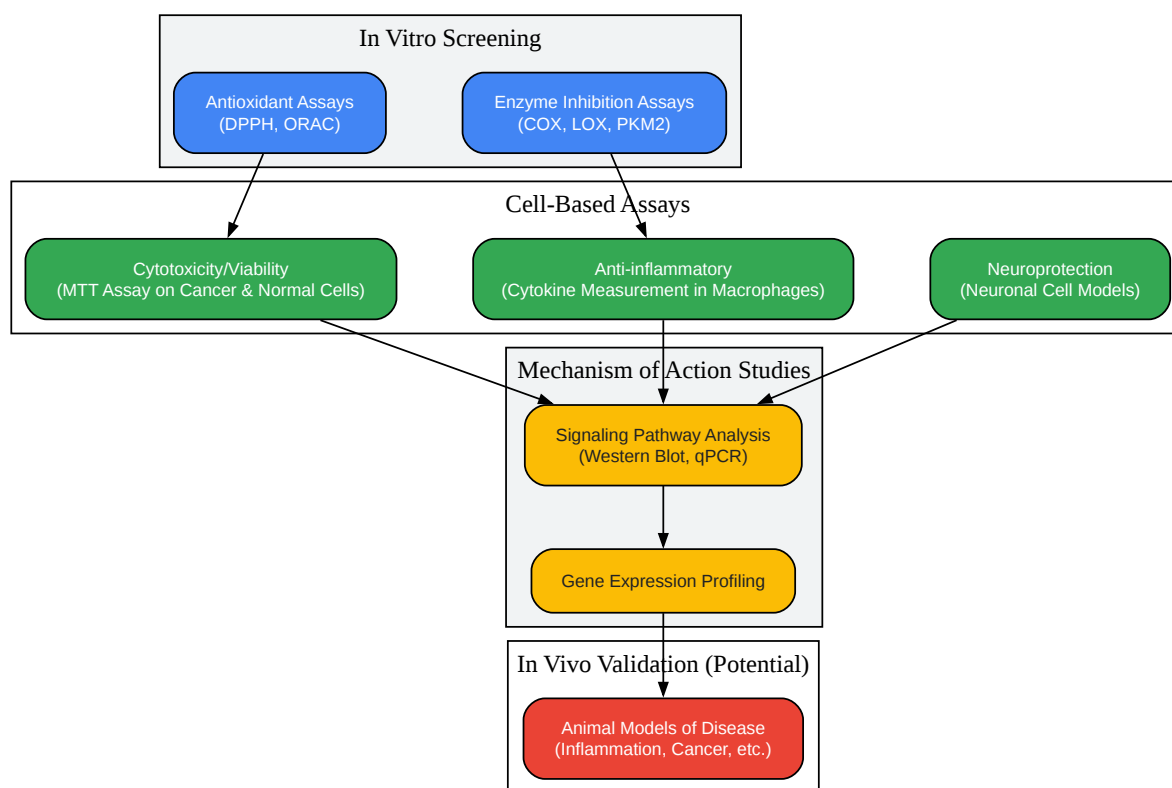 In Vitro Screening
Antioxidant Assays
(DPPH, ORAC)
Enzyme Inhibition Assays
(COX, LOX, PKM2)
Cell-Based Assays
Cytotoxicity/Viability
(MTT Assay on Cancer & Normal Cells)
Anti-inflammatory
(Cytokine Measurement in Macrophages)
Neuroprotection
(Neuronal Cell Models)
Mechanism of Action Studies
Signaling Pathway Analysis
(Western Blot, qPCR)
Gene Expression Profiling
In Vivo Validation (Potential)
Animal Models of Disease
(Inflammation, Cancer, etc.)